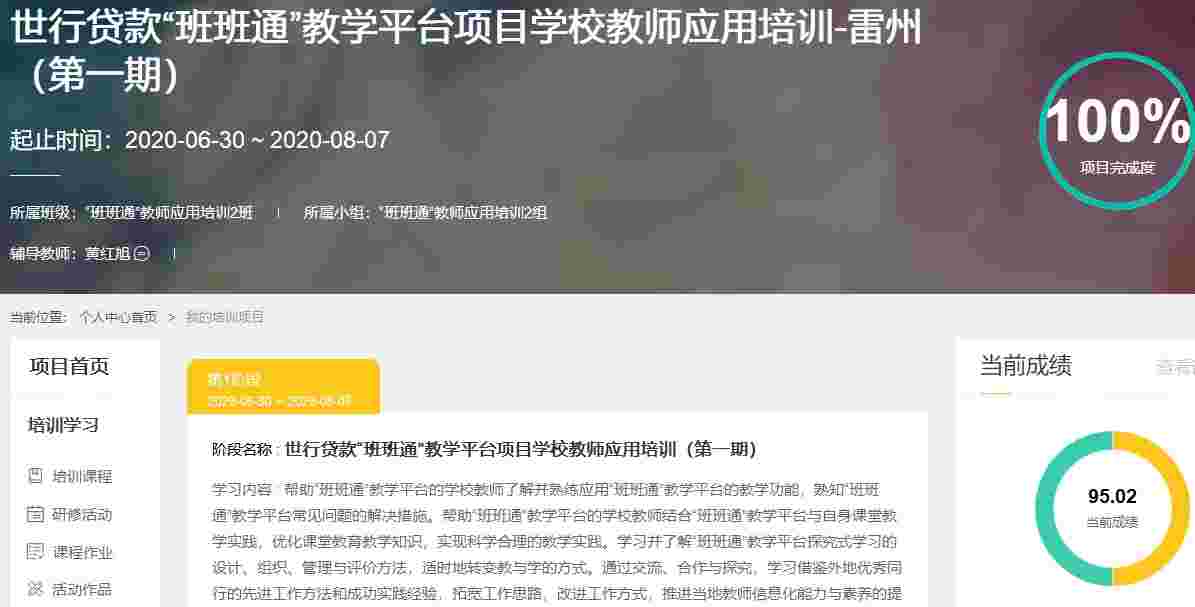 世行贷款“班班通”教学平台项目学校教师应用培训-雷州
（第一期）
100%
项目完成度
起止时间：2020-06-30 ~ 2020-08-07
所属班级：“班班通”教师应用培训2班 | 所属小组：“班班通”教师应用培训2组
辅导教师：黄红旭 |
当前位置： 个人中心首页 > 我的培训项目
项目首页
培训学习
培训课程
研修活动
课程作业
活动作品
第1阶段
2020-06-30 ~ 2020-08-07
阶段名称：世行贷款“班班通”教学平台项目学校教师应用培训（第一期）
学习内容：帮助“班班通”教学平台的学校教师了解并熟练应用“班班通”教学平台的教学功能，熟知“班班
通”教学平台常见问题的解决措施。帮助“班班通”教学平台的学校教师结合“班班通”教学平台与自身课堂教
学实践，优化课堂教育教学知识，实现科学合理的教学实践。学习并了解“班班通”教学平台探究式学习的
设计、组织、管理与评价方法，适时地转变教与学的方式。通过交流、合作与探究，学习借鉴外地优秀同
行的先进工作方法和成功实践经验，拓宽工作思路、改进工作方式，推进当地教师信息化能力与素养的提
当前成绩
查看
95.02
当前成绩